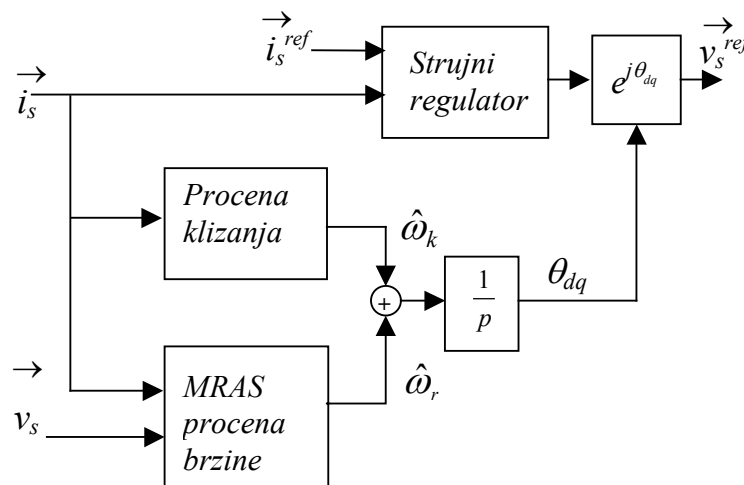 i_s^ref
Strujni
regulator
e^{jθ_dq}
v_s^ref
i_s
Procena
klizanja
ω̂_k
+
1
p
θ_dq
MRAS
procena
brzine
ω̂_r
v_s